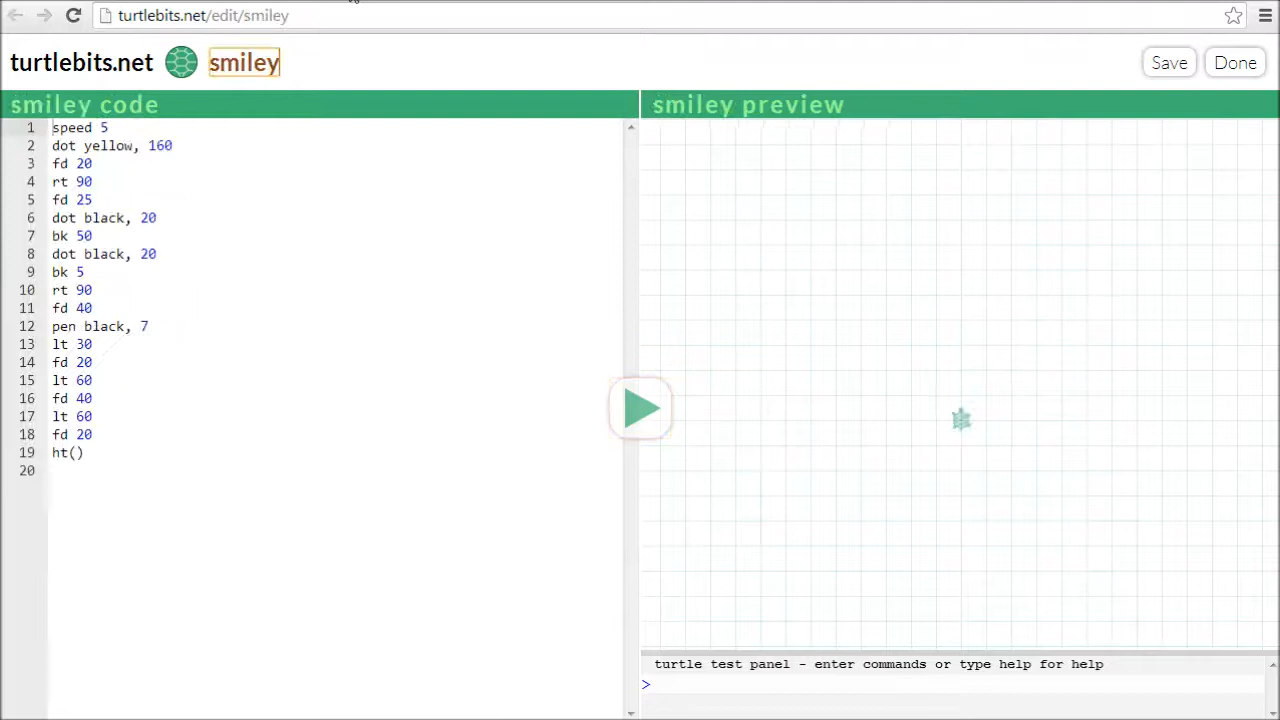 turtlebits.net/edit/smiley
turtlebits.net smiley Save Done
smiley code
smiley preview
1 speed 5
2 dot yellow, 160
3 fd 20
4 rt 90
5 fd 25
6 dot black, 20
7 bk 50
8 dot black, 20
9 bk 5
10 rt 90
11 fd 40
12 pen black, 7
13 lt 30
14 fd 20
15 lt 60
16 fd 40
17 lt 60
18 fd 20
19 ht()
20
turtle test panel - enter commands or type help for help
>